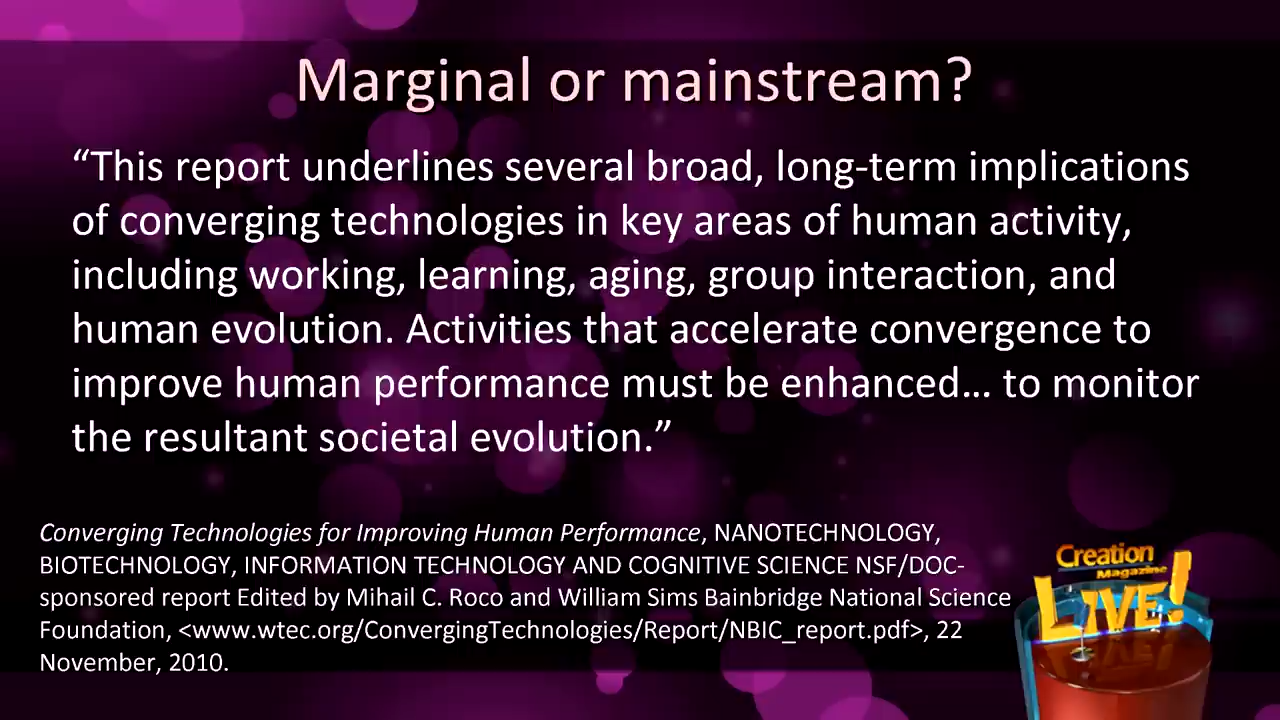 Marginal or mainstream?
“This report underlines several broad, long-term implications
of converging technologies in key areas of human activity,
including working, learning, aging, group interaction, and
human evolution. Activities that accelerate convergence to
improve human performance must be enhanced… to monitor
the resultant societal evolution.”
Converging Technologies for Improving Human Performance, NANOTECHNOLOGY,
BIOTECHNOLOGY, INFORMATION TECHNOLOGY AND COGNITIVE SCIENCE NSF/DOC-
sponsored report Edited by Mihail C. Roco and William Sims Bainbridge National Science
Foundation, <www.wtec.org/ConvergingTechnologies/Report/NBIC_report.pdf>, 22
November, 2010.
Creation
Magazine
LIVE!